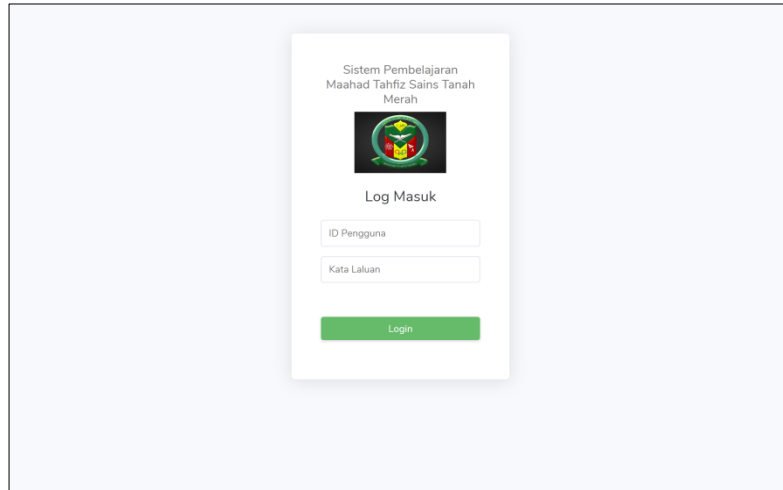 Sistem Pembelajaran
Maahad Tahfiz Sains Tanah
Merah
Log Masuk
ID Pengguna
Kata Laluan
Login